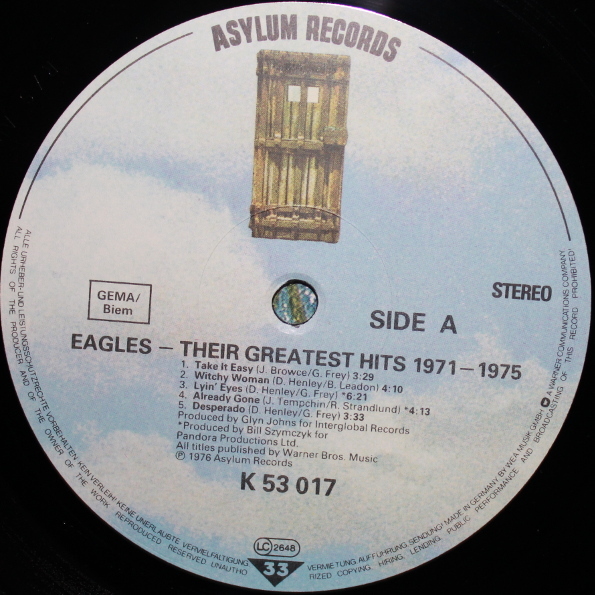 ASYLUM RECORDS
GEMA/
Biem
STEREO
SIDE A
EAGLES – THEIR GREATEST HITS 1971–1975
1. Take It Easy (J. Browce/G. Frey) 3:29
2. Witchy Woman (D. Henley/B. Leadon) 4:10
3. Lyin' Eyes (D. Henley/G. Frey) *6:21
4. Already Gone (J. Tempchin/R. Strandlund) *4:13
5. Desperado (D. Henley/G. Frey) 3:33
Produced by Glyn Johns for Interglobal Records
*Produced by Bill Szymczyk for
Pandora Productions Ltd.
All titles published by Warner Bros. Music
Ⓟ 1976 Asylum Records
K 53 017
LC 2648
33
ALLE URHEBER- UND LEISTUNGSSCHUTZRECHTE VORBEHALTEN. KEIN VERLEIH! KEINE UNERLAUBTE VERVIELFÄLTIGUNG, VERMIETUNG, AUFFÜHRUNG, SENDUNG! MADE IN GERMANY BY WEA MUSIK GMBH A WARNER COMMUNICATIONS COMPANY
ALL RIGHTS OF THE PRODUCER AND OF THE OWNER OF THE WORK REPRODUCED RESERVED. UNAUTHORIZED COPYING, HIRING, LENDING, PUBLIC PERFORMANCE AND BROADCASTING OF THIS RECORD PROHIBITED!